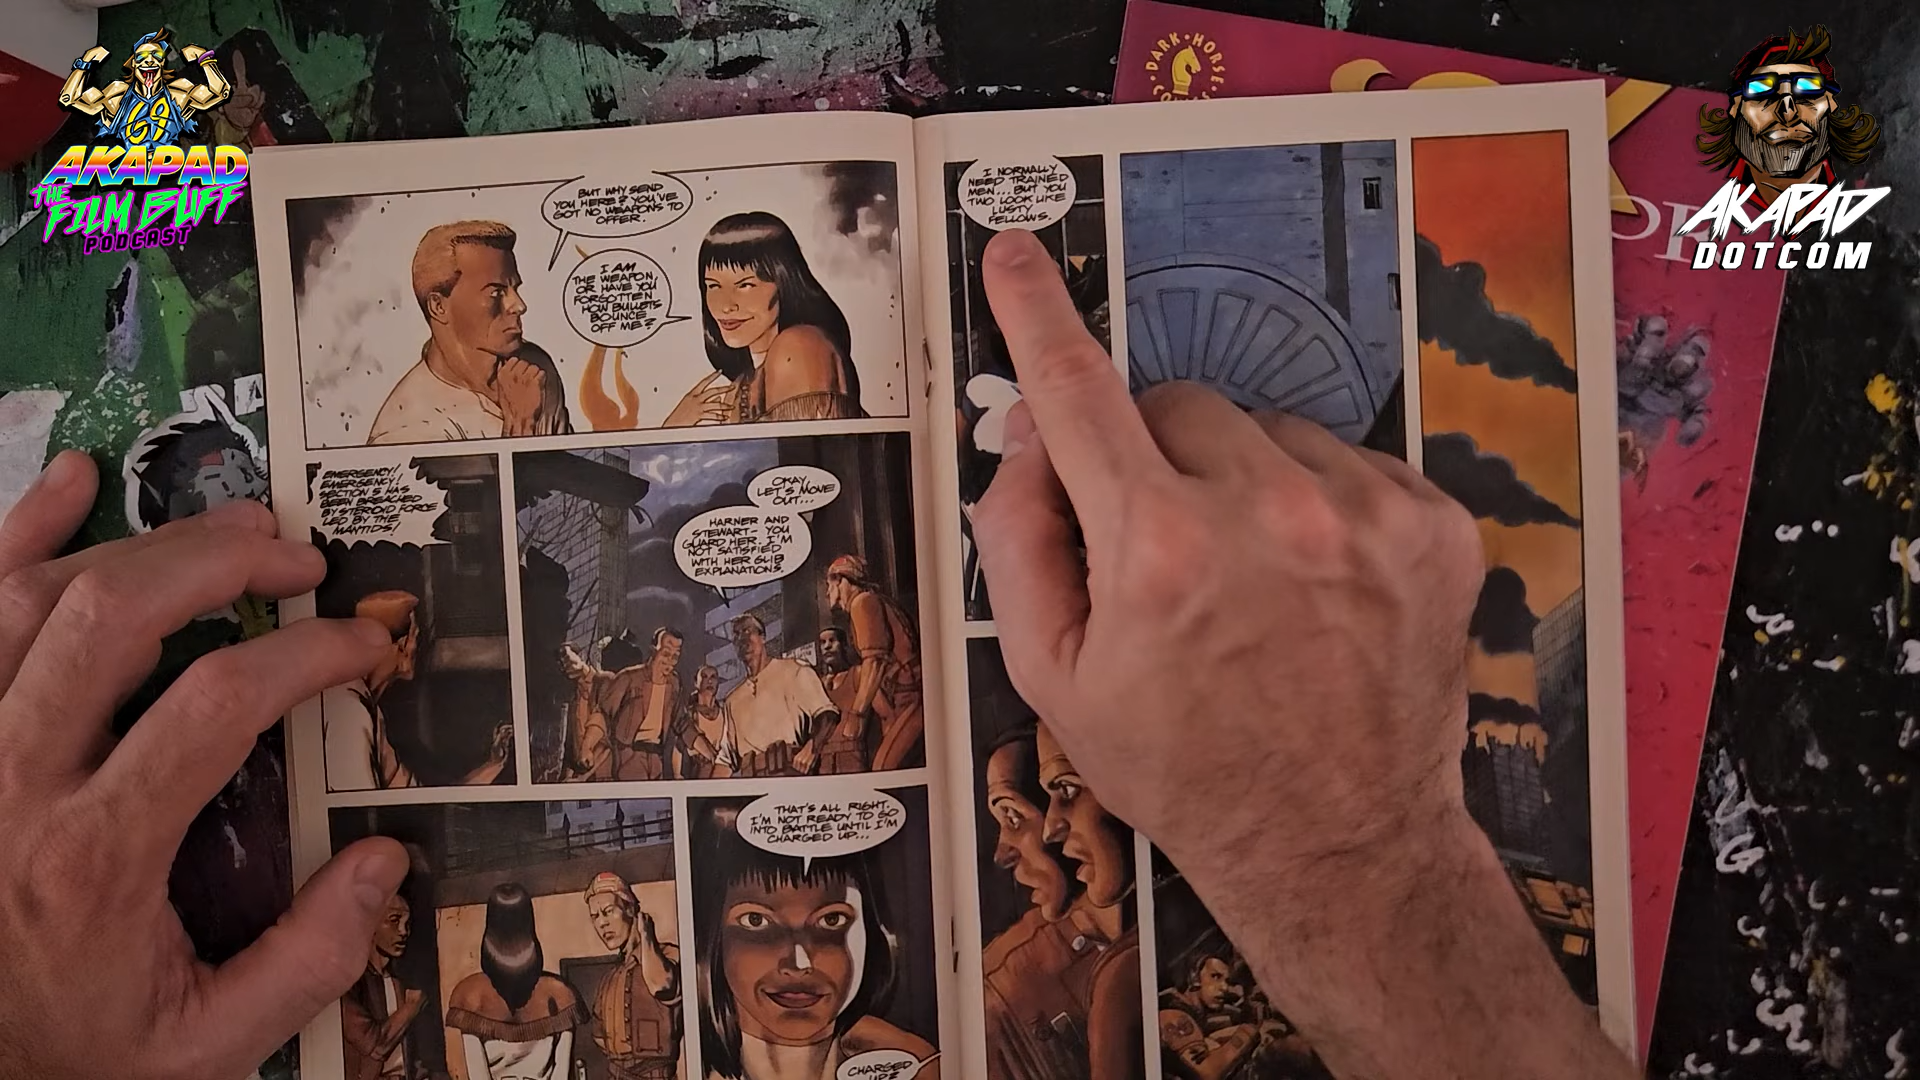 AKAPAD
THE
FILM BUFF
PODCAST
DARK HORSE
AKAPAD
DOTCOM
BUT WHY SEND
YOU HERE? YOU'VE
GOT NO WEAPONS TO
OFFER.
I AM
THE WEAPON,
OR HAVE YOU
FORGOTTEN
HOW BULLETS
BOUNCE
OFF ME?
EMERGENCY!
EMERGENCY!
SECTION 5 HAS
BEEN BREACHED
BY STEROID FORCE
LED BY THE
MANTIDS!
OKAY,
LET'S MOVE
OUT...
HARNER AND
STEWART-- YOU
GUARD HER. I'M
NOT SATISFIED
WITH HER GLIB
EXPLANATIONS.
THAT'S ALL RIGHT.
I'M NOT READY TO GO
INTO BATTLE UNTIL I'M
CHARGED UP...
CHARGED
UP?
I NORMALLY
NEED TRAINED
MEN... BUT YOU
TWO LOOK LIKE
LUSTY
FELLOWS.